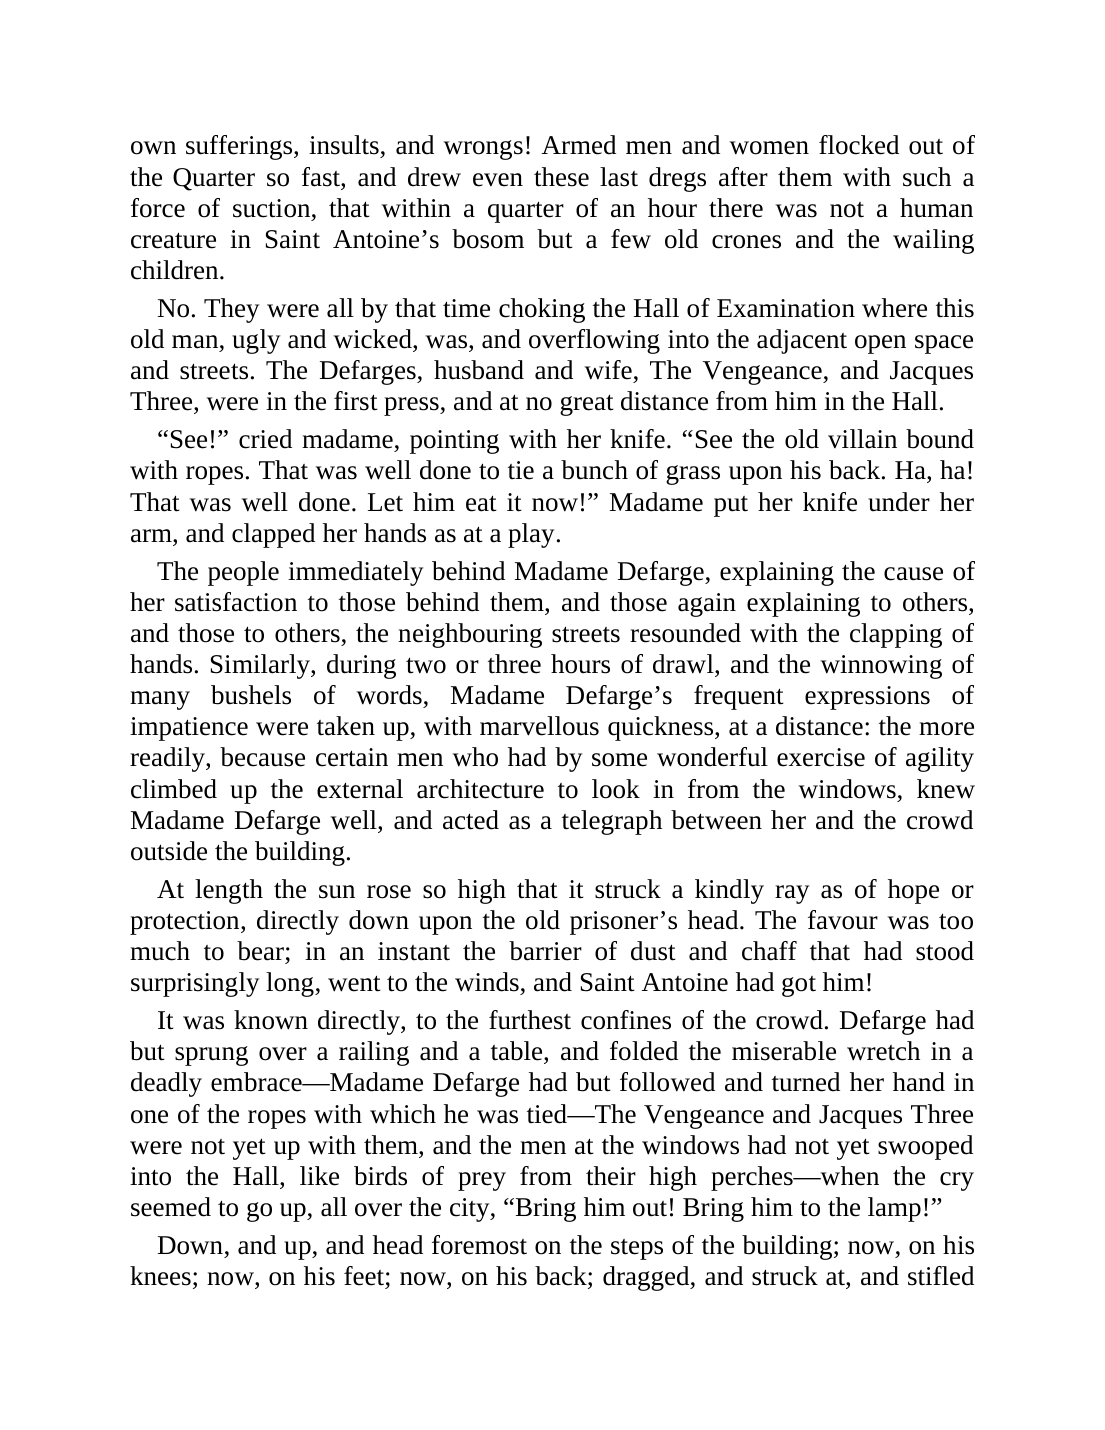 own sufferings, insults, and wrongs! Armed men and women flocked out of
the Quarter so fast, and drew even these last dregs after them with such a
force of suction, that within a quarter of an hour there was not a human
creature in Saint Antoine’s bosom but a few old crones and the wailing
children.
No. They were all by that time choking the Hall of Examination where this
old man, ugly and wicked, was, and overflowing into the adjacent open space
and streets. The Defarges, husband and wife, The Vengeance, and Jacques
Three, were in the first press, and at no great distance from him in the Hall.
“See!” cried madame, pointing with her knife. “See the old villain bound
with ropes. That was well done to tie a bunch of grass upon his back. Ha, ha!
That was well done. Let him eat it now!” Madame put her knife under her
arm, and clapped her hands as at a play.
The people immediately behind Madame Defarge, explaining the cause of
her satisfaction to those behind them, and those again explaining to others,
and those to others, the neighbouring streets resounded with the clapping of
hands. Similarly, during two or three hours of drawl, and the winnowing of
many bushels of words, Madame Defarge’s frequent expressions of
impatience were taken up, with marvellous quickness, at a distance: the more
readily, because certain men who had by some wonderful exercise of agility
climbed up the external architecture to look in from the windows, knew
Madame Defarge well, and acted as a telegraph between her and the crowd
outside the building.
At length the sun rose so high that it struck a kindly ray as of hope or
protection, directly down upon the old prisoner’s head. The favour was too
much to bear; in an instant the barrier of dust and chaff that had stood
surprisingly long, went to the winds, and Saint Antoine had got him!
It was known directly, to the furthest confines of the crowd. Defarge had
but sprung over a railing and a table, and folded the miserable wretch in a
deadly embrace—Madame Defarge had but followed and turned her hand in
one of the ropes with which he was tied—The Vengeance and Jacques Three
were not yet up with them, and the men at the windows had not yet swooped
into the Hall, like birds of prey from their high perches—when the cry
seemed to go up, all over the city, “Bring him out! Bring him to the lamp!”
Down, and up, and head foremost on the steps of the building; now, on his
knees; now, on his feet; now, on his back; dragged, and struck at, and stifled